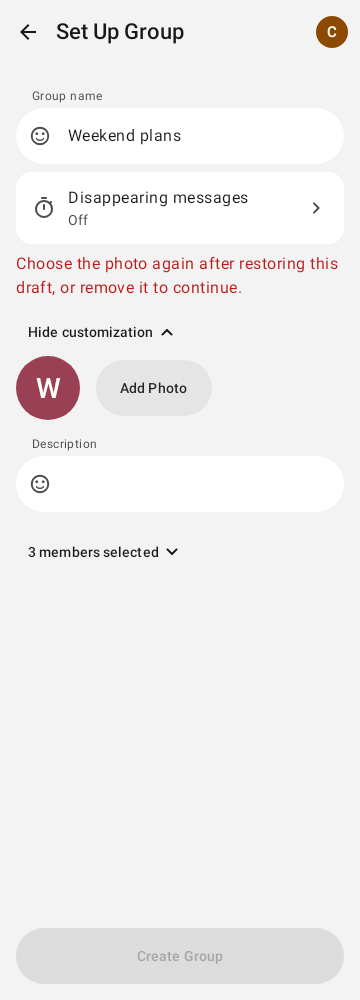 Set Up Group
C
Group name
Weekend plans
Disappearing messages
Off
Choose the photo again after restoring this
draft, or remove it to continue.
Hide customization
W
Add Photo
Description
3 members selected
Create Group